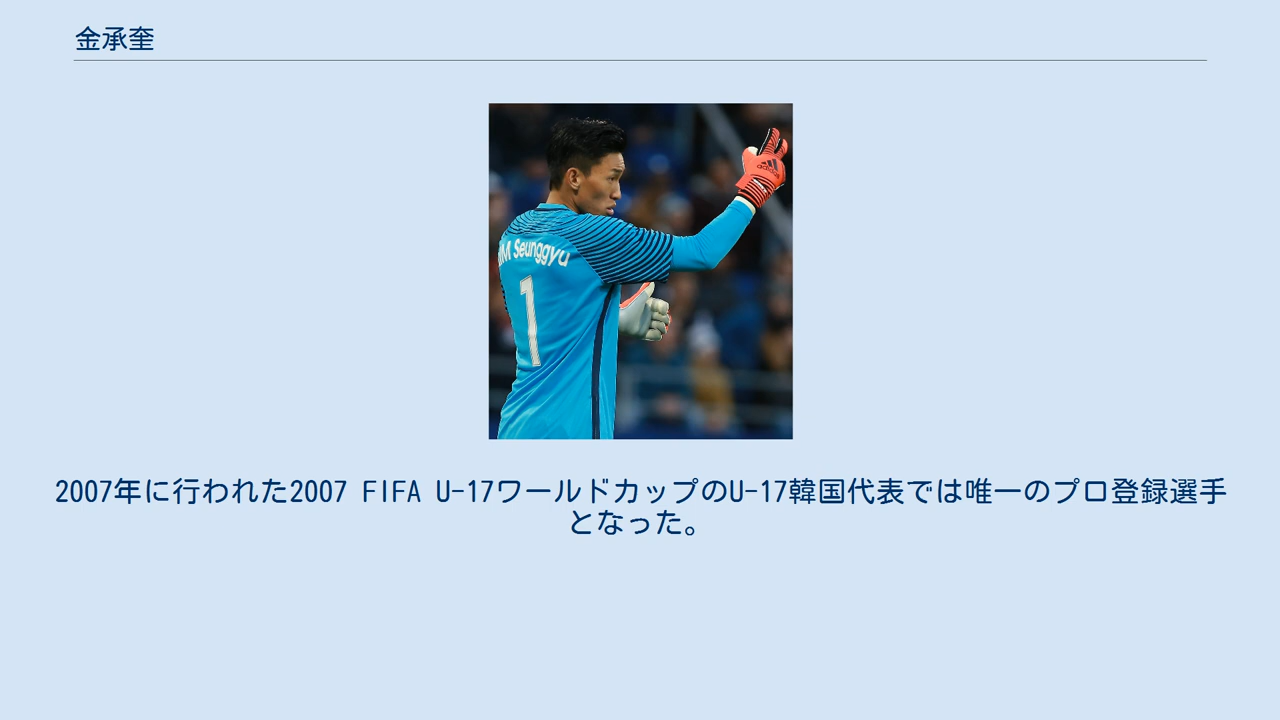 金承奎
adidas
KIM Seunggyu
1
2007年に行われた2007 FIFA U-17ワールドカップのU-17韓国代表では唯一のプロ登録選手
となった。